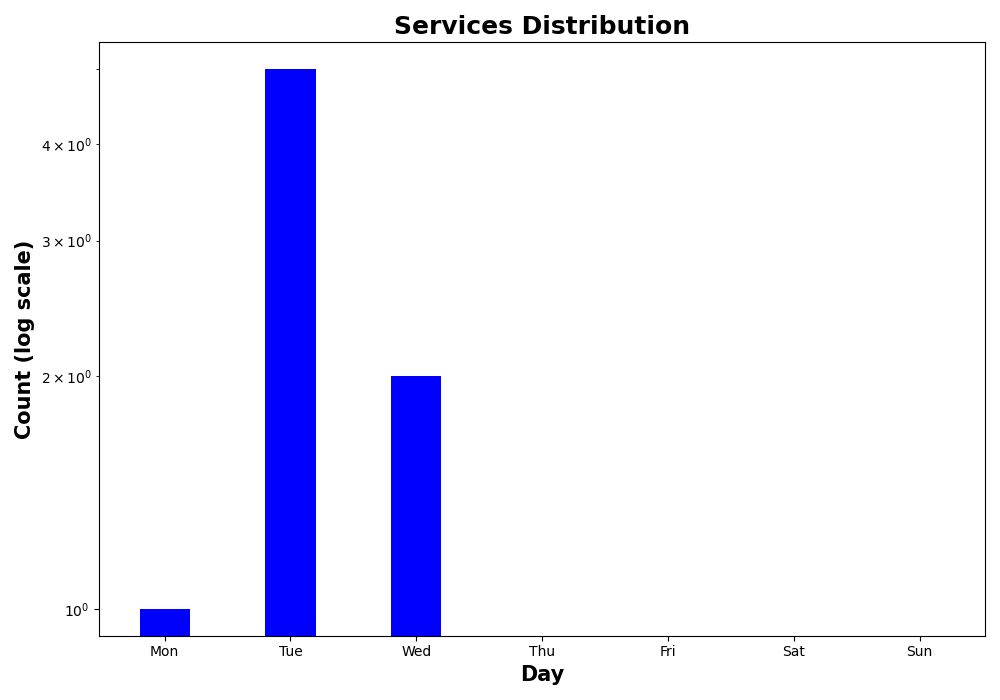 Services Distribution
Count (log scale)
4 × 10⁰
3 × 10⁰
2 × 10⁰
10⁰
Mon Tue Wed Thu Fri Sat Sun
Day